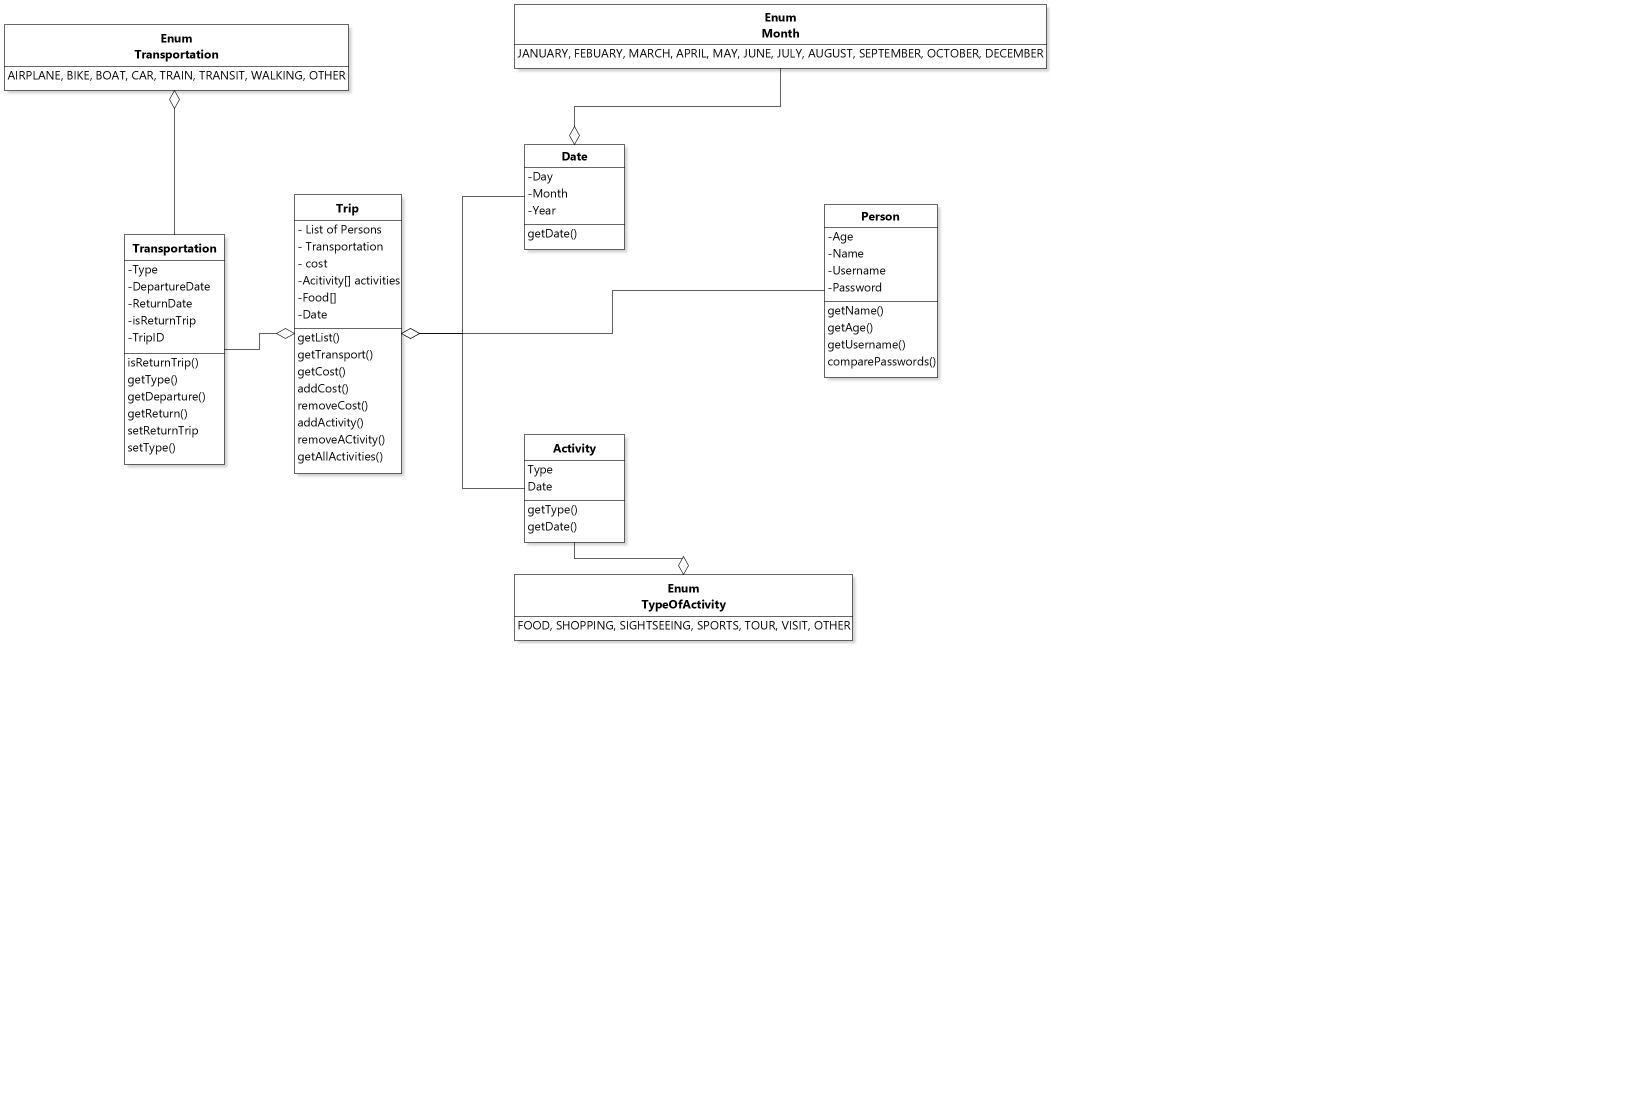 Enum
Transportation
AIRPLANE, BIKE, BOAT, CAR, TRAIN, TRANSIT, WALKING, OTHER
Enum
Month
JANUARY, FEBUARY, MARCH, APRIL, MAY, JUNE, JULY, AUGUST, SEPTEMBER, OCTOBER, DECEMBER
Transportation
-Type
-DepartureDate
-ReturnDate
-isReturnTrip
-TripID
isReturnTrip()
getType()
getDeparture()
getReturn()
setReturnTrip
setType()
Trip
- List of Persons
- Transportation
- cost
-Acitivity[] activities
-Food[]
-Date
getList()
getTransport()
getCost()
addCost()
removeCost()
addActivity()
removeACtivity()
getAllActivities()
Date
-Day
-Month
-Year
getDate()
Person
-Age
-Name
-Username
-Password
getName()
getAge()
getUsername()
comparePasswords()
Activity
Type
Date
getType()
getDate()
Enum
TypeOfActivity
FOOD, SHOPPING, SIGHTSEEING, SPORTS, TOUR, VISIT, OTHER